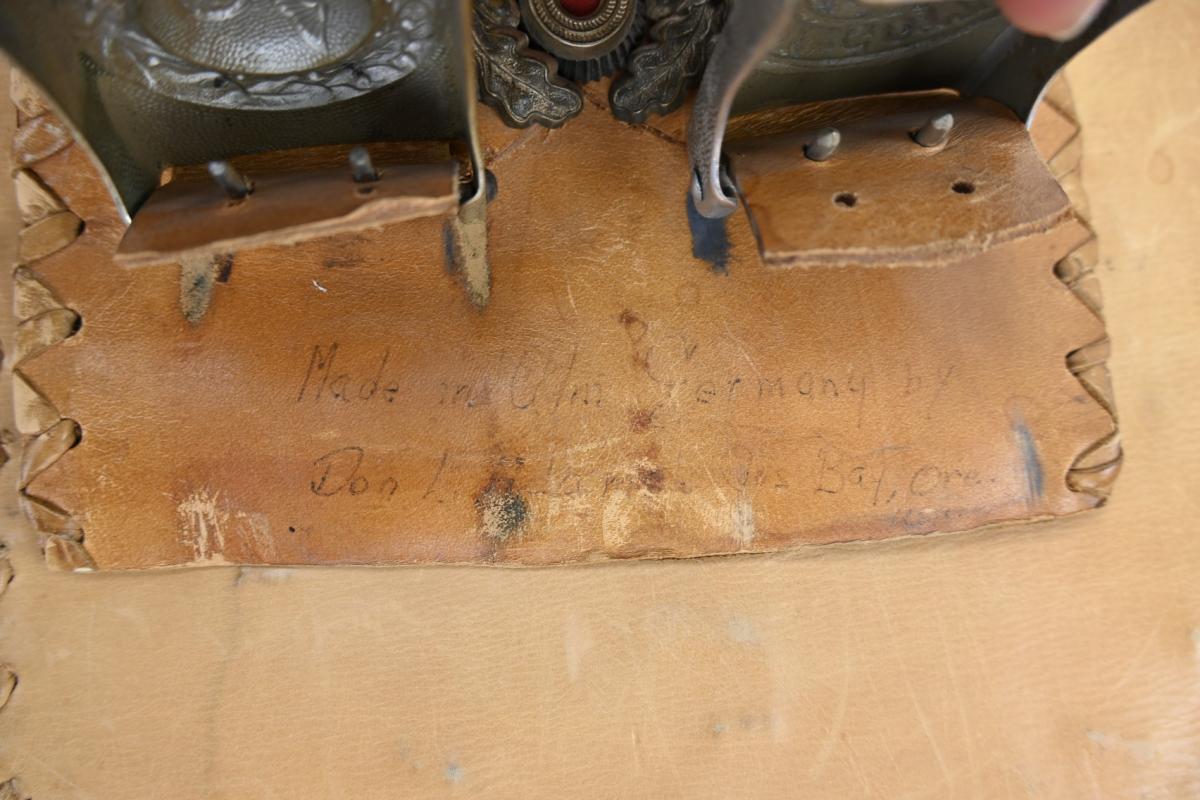 Made in Ulm Germany by
Don L. Bat, Ore.